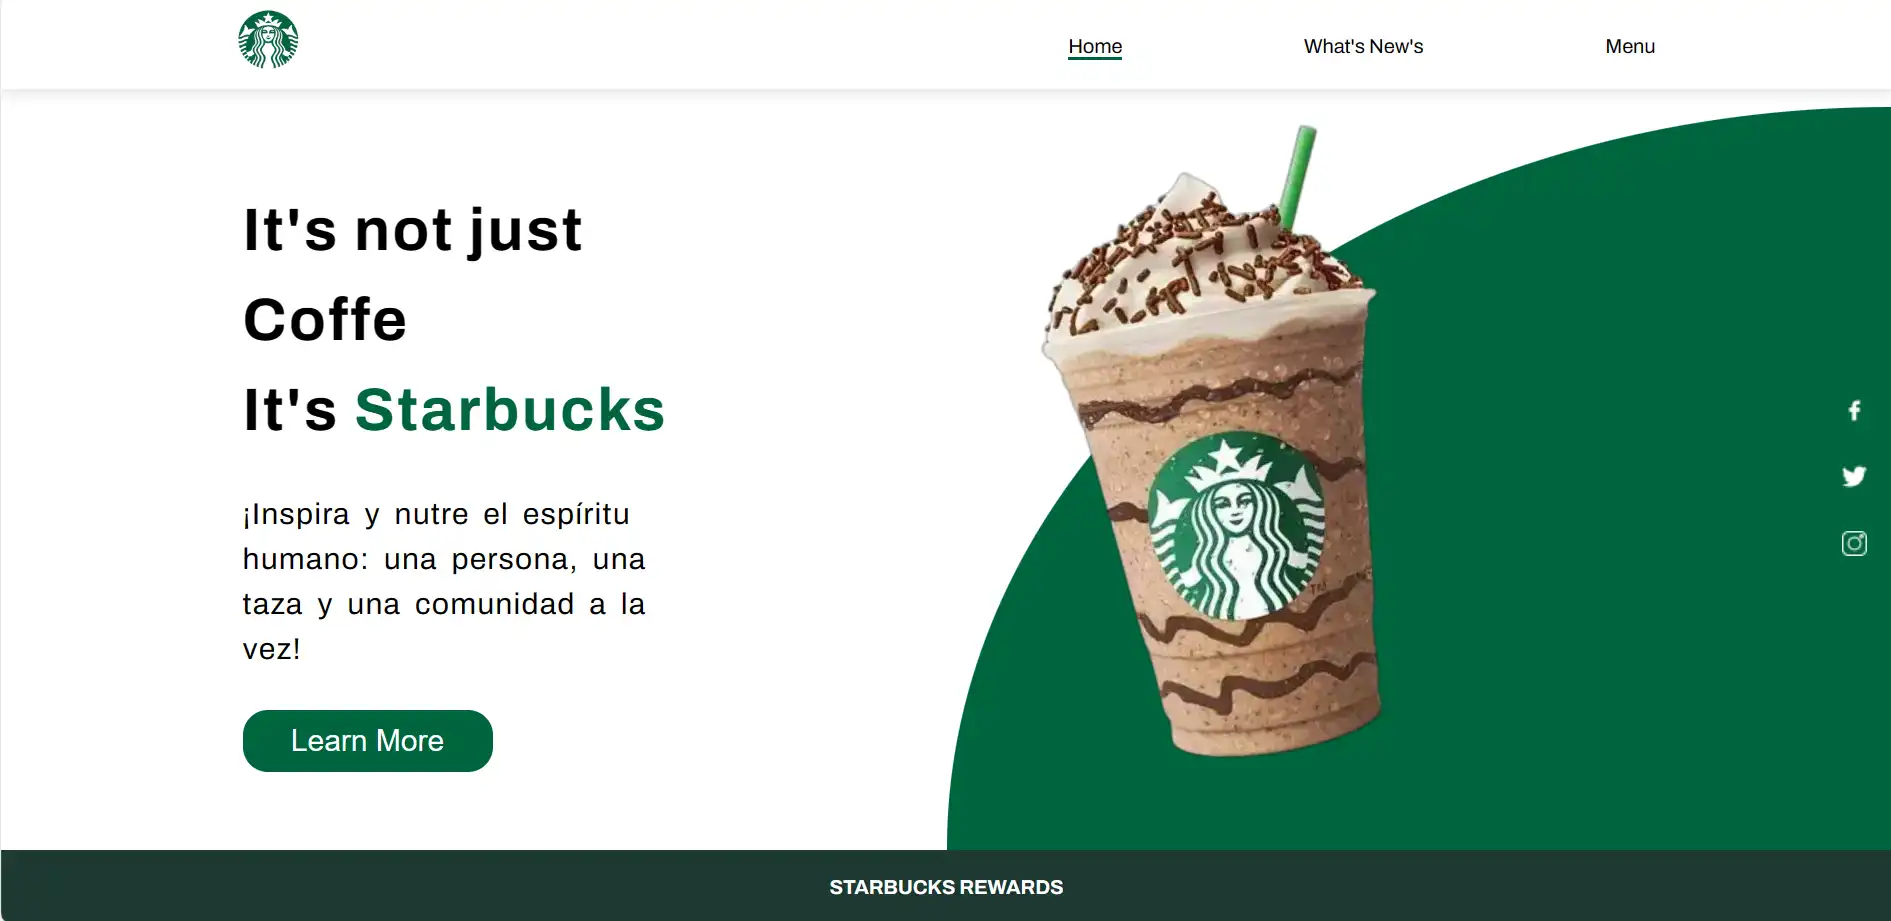 Home
What's New's
Menu
It's not just
Coffe
It's Starbucks
¡Inspira y nutre el espíritu
humano: una persona, una
taza y una comunidad a la
vez!
Learn More
TM
STARBUCKS REWARDS